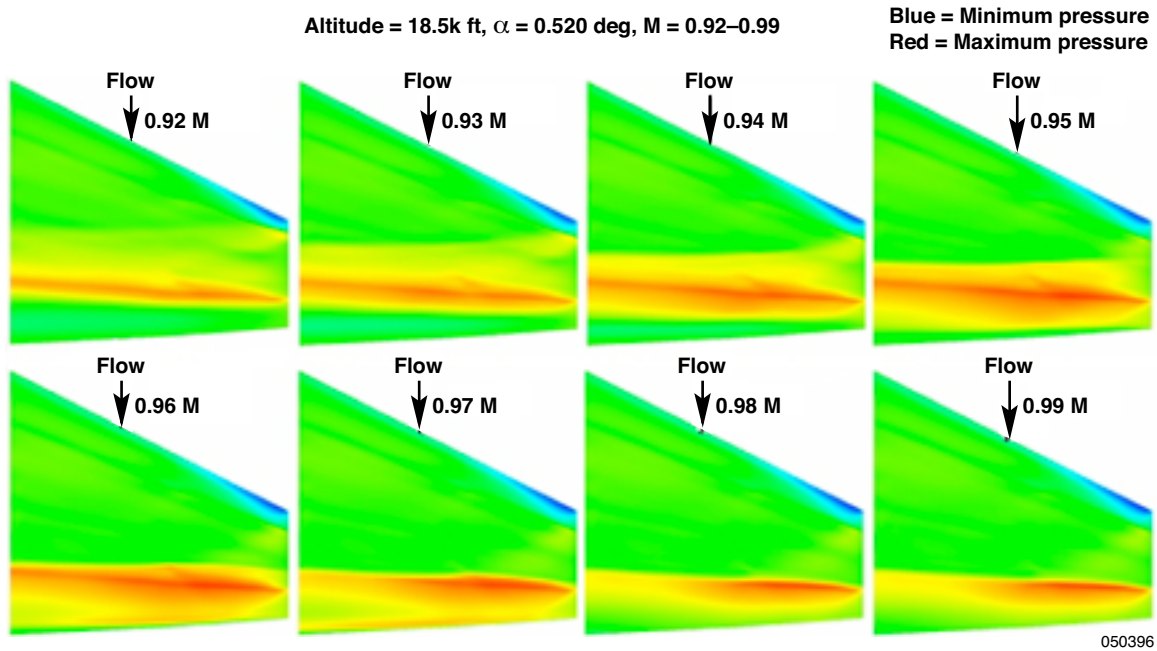 Altitude = 18.5k ft, α = 0.520 deg, M = 0.92–0.99
Blue = Minimum pressure
Red = Maximum pressure
Flow
0.92 M
Flow
0.93 M
Flow
0.94 M
Flow
0.95 M
Flow
0.96 M
Flow
0.97 M
Flow
0.98 M
Flow
0.99 M
050396